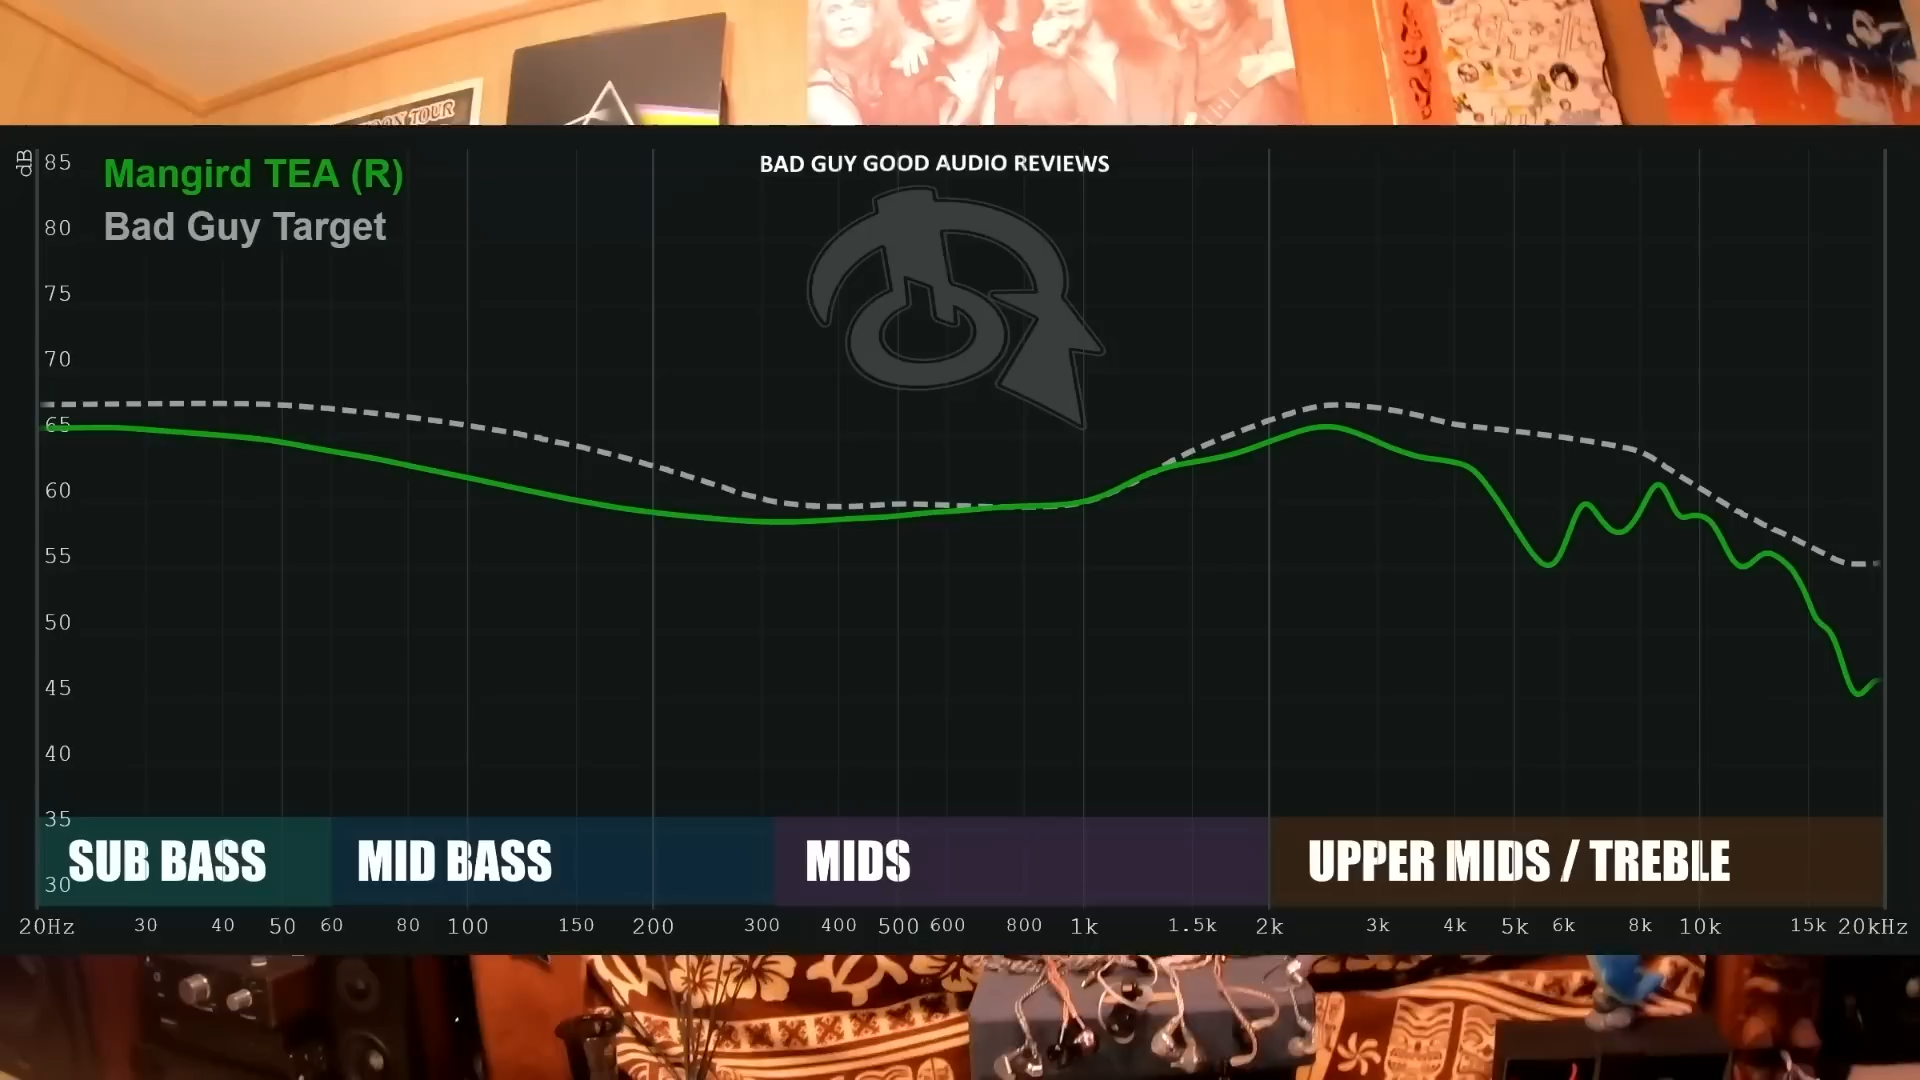 ON TOUR
dB
85
Mangird TEA (R)
BAD GUY GOOD AUDIO REVIEWS
80
Bad Guy Target
75
70
65
60
55
50
45
40
35
30
SUB BASS MID BASS MIDS UPPER MIDS / TREBLE
20Hz 30 40 50 60 80 100 150 200 300 400 500 600 800 1k 1.5k 2k 3k 4k 5k 6k 8k 10k 15k 20kHz